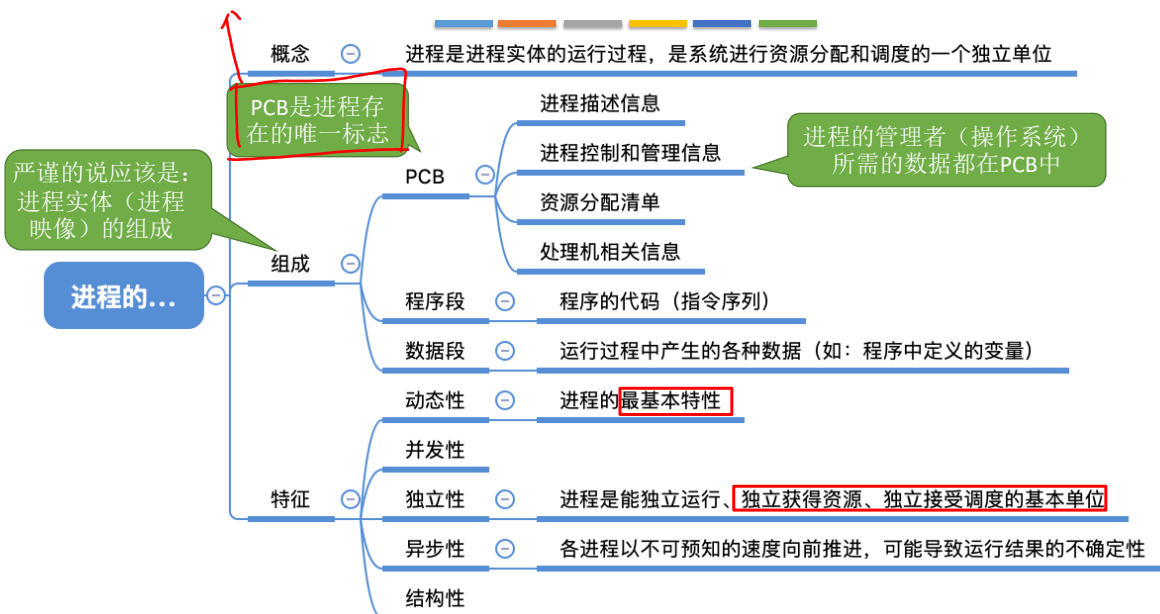 概念
进程是进程实体的运行过程，是系统进行资源分配和调度的一个独立单位
PCB是进程存
在的唯一标志
进程描述信息
进程控制和管理信息
进程的管理者（操作系统）
所需的数据都在PCB中
PCB
资源分配清单
处理机相关信息
严谨的说应该是：
进程实体（进程
映像）的组成
组成
进程的...
程序段
程序的代码（指令序列）
数据段
运行过程中产生的各种数据（如：程序中定义的变量）
动态性
进程的最基本特性
并发性
特征
独立性
进程是能独立运行、独立获得资源、独立接受调度的基本单位
异步性
各进程以不可预知的速度向前推进，可能导致运行结果的不确定性
结构性